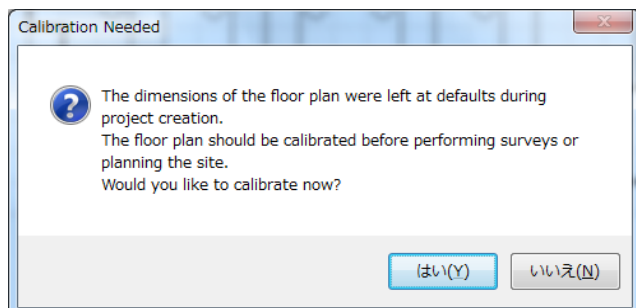 Calibration Needed
The dimensions of the floor plan were left at defaults during
project creation.
The floor plan should be calibrated before performing surveys or
planning the site.
Would you like to calibrate now?
はい(Y)
いいえ(N)